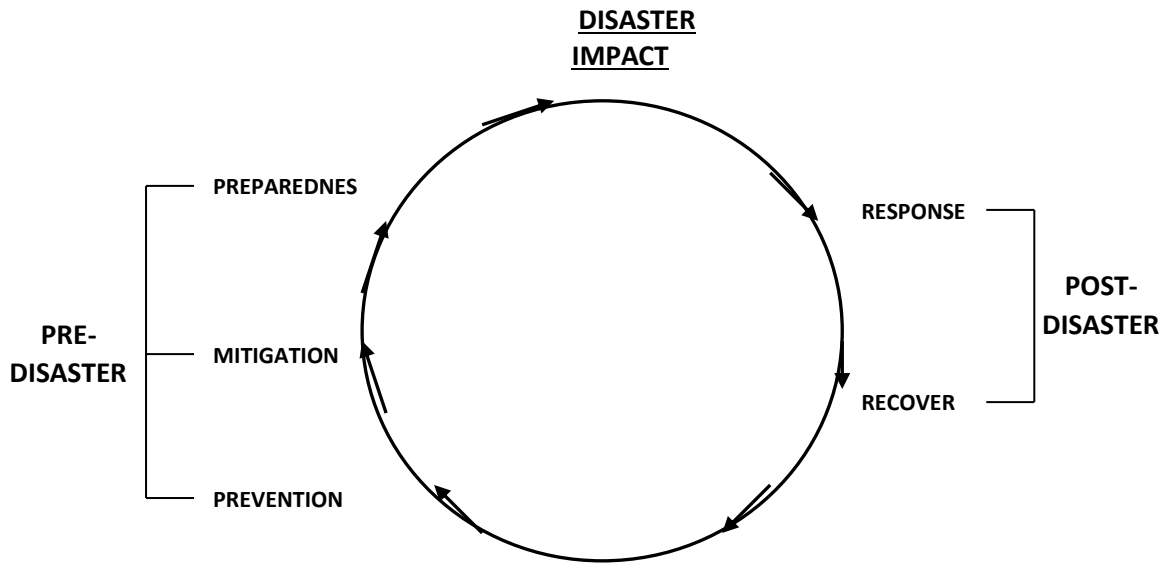 DISASTER
IMPACT
PREPAREDNES
RESPONSE
POST-
DISASTER
PRE-
DISASTER
MITIGATION
RECOVER
PREVENTION